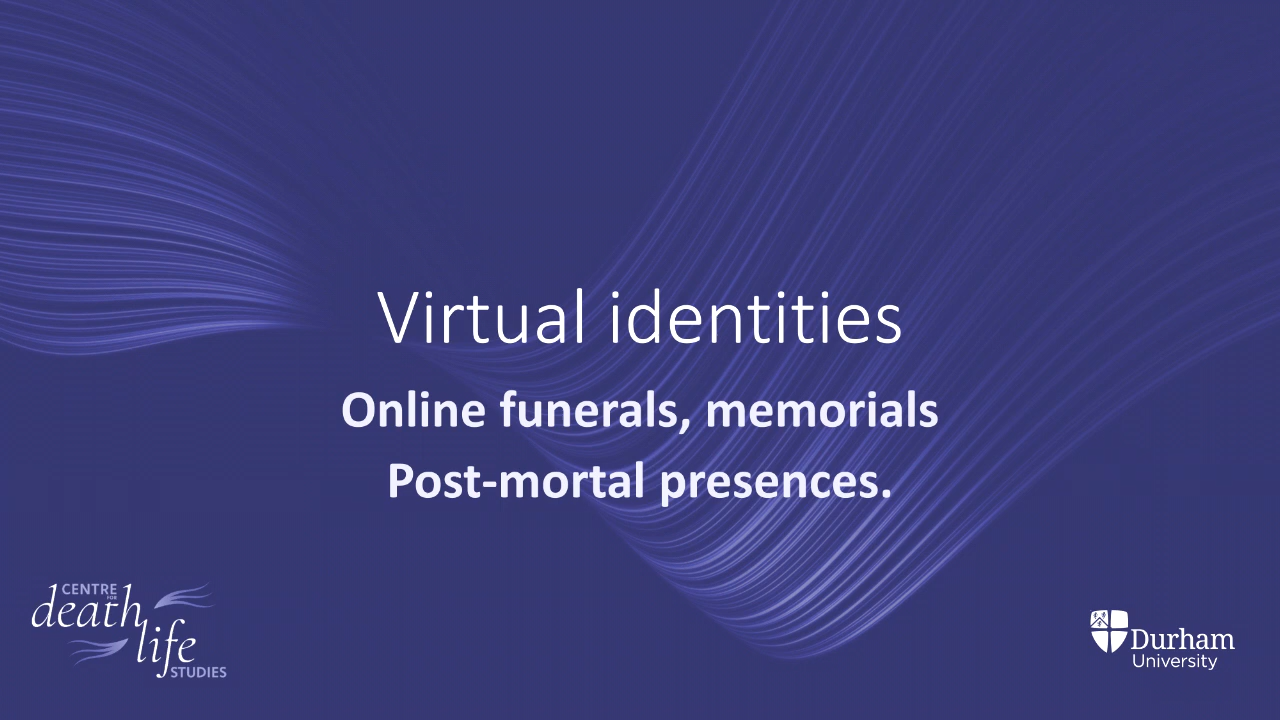 Virtual identities
Online funerals, memorials
Post-mortal presences.
CENTRE
FOR
death
life
STUDIES
Durham
University